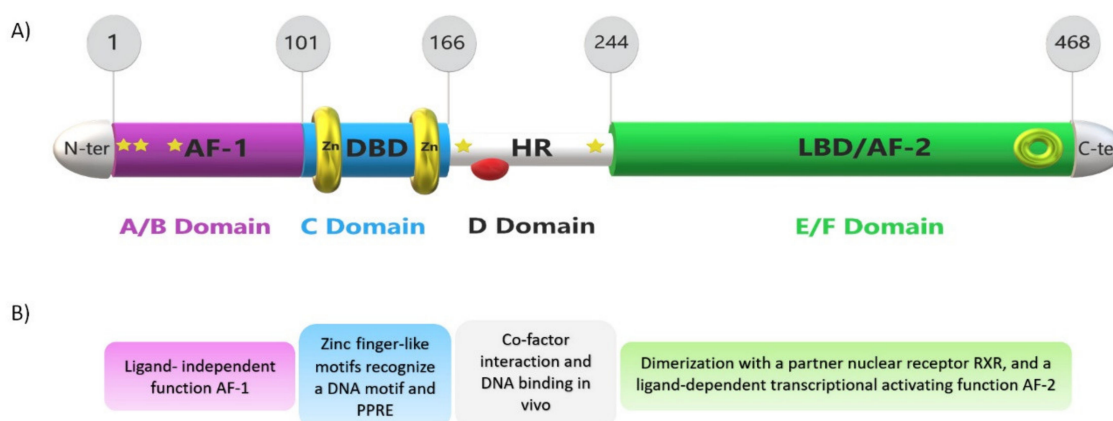 A)
1
101
166
244
468
N-ter
AF-1
Zn
DBD
Zn
HR
LBD/AF-2
C-te
A/B Domain
C Domain
D Domain
E/F Domain
B)
Ligand- independent
function AF-1
Zinc finger-like
motifs recognize
a DNA motif and
PPRE
Co-factor
interaction and
DNA binding in
vivo
Dimerization with a partner nuclear receptor RXR, and a
ligand-dependent transcriptional activating function AF-2